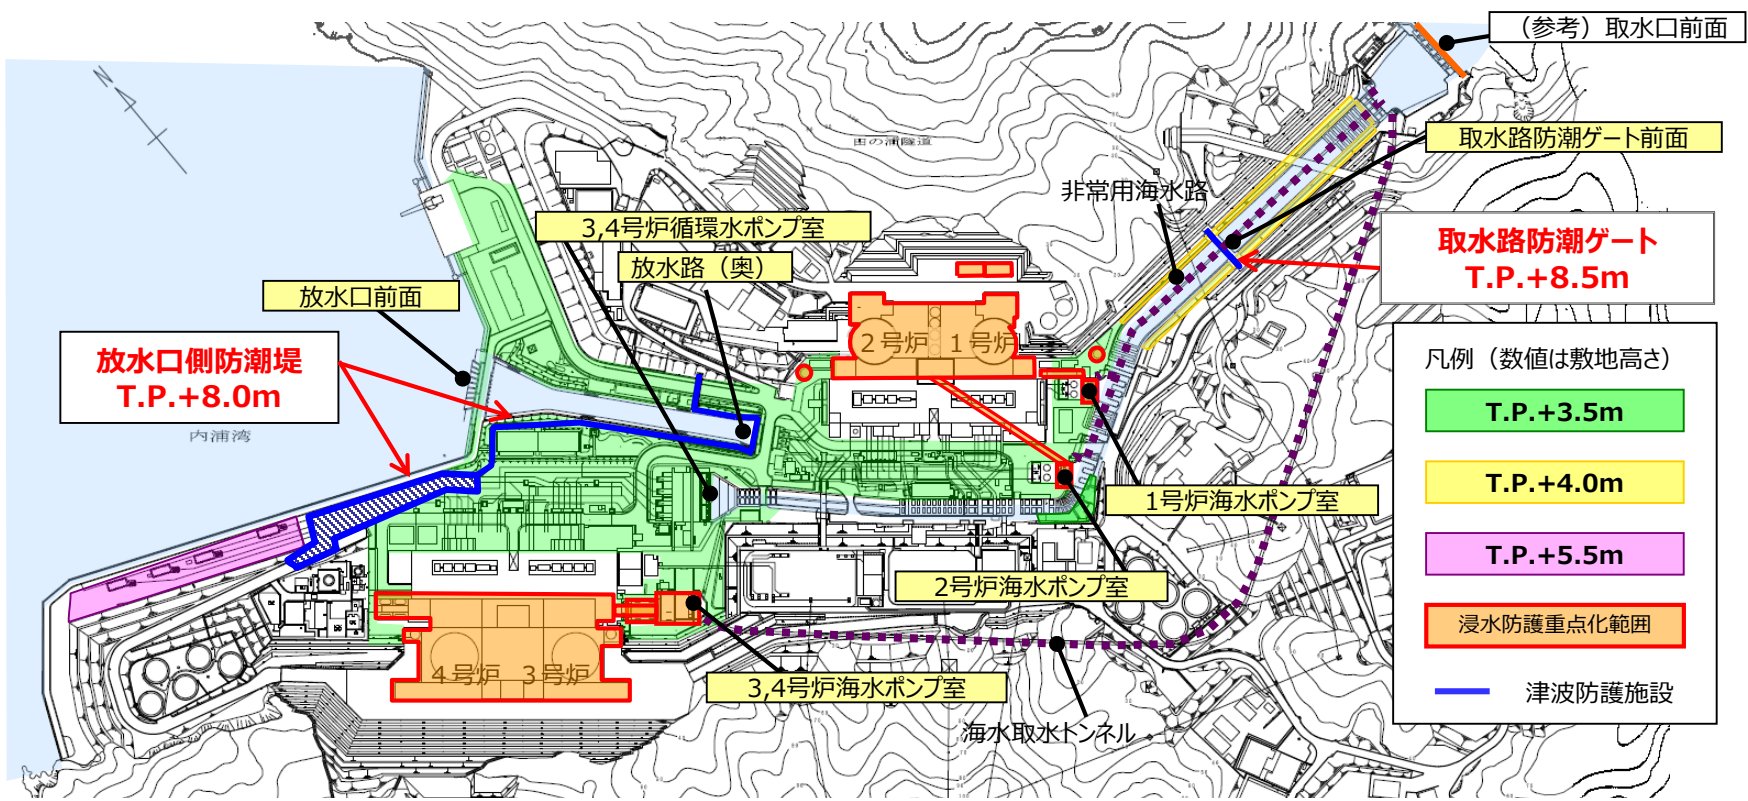 （参考）取水口前面
取水路防潮ゲート前面
田の浦隧道
非常用海水路
3,4号炉循環水ポンプ室
放水路（奥）
取水路防潮ゲート
T.P.+8.5m
放水口前面
放水口側防潮堤
T.P.+8.0m
内浦湾
2号炉
1号炉
凡例（数値は敷地高さ）
T.P.+3.5m
T.P.+4.0m
T.P.+5.5m
浸水防護重点化範囲
津波防護施設
1号炉海水ポンプ室
2号炉海水ポンプ室
4号炉
3号炉
3,4号炉海水ポンプ室
海水取水トンネル
N